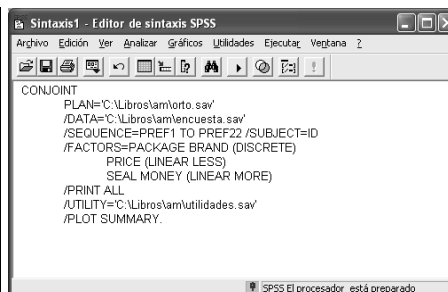 Sintaxis1 - Editor de sintaxis SPSS
Archivo Edición Ver Analizar Gráficos Utilidades Ejecutar Ventana ?
CONJOINT
PLAN='C:\Libros\am\orto.sav'
/DATA='C:\Libros\am\encuesta.sav'
/SEQUENCE=PREF1 TO PREF22 /SUBJECT=ID
/FACTORS=PACKAGE BRAND (DISCRETE)
PRICE (LINEAR LESS)
SEAL MONEY (LINEAR MORE)
/PRINT ALL
/UTILITY='C:\Libros\am\utilidades.sav'
/PLOT SUMMARY.
SPSS El procesador está preparado